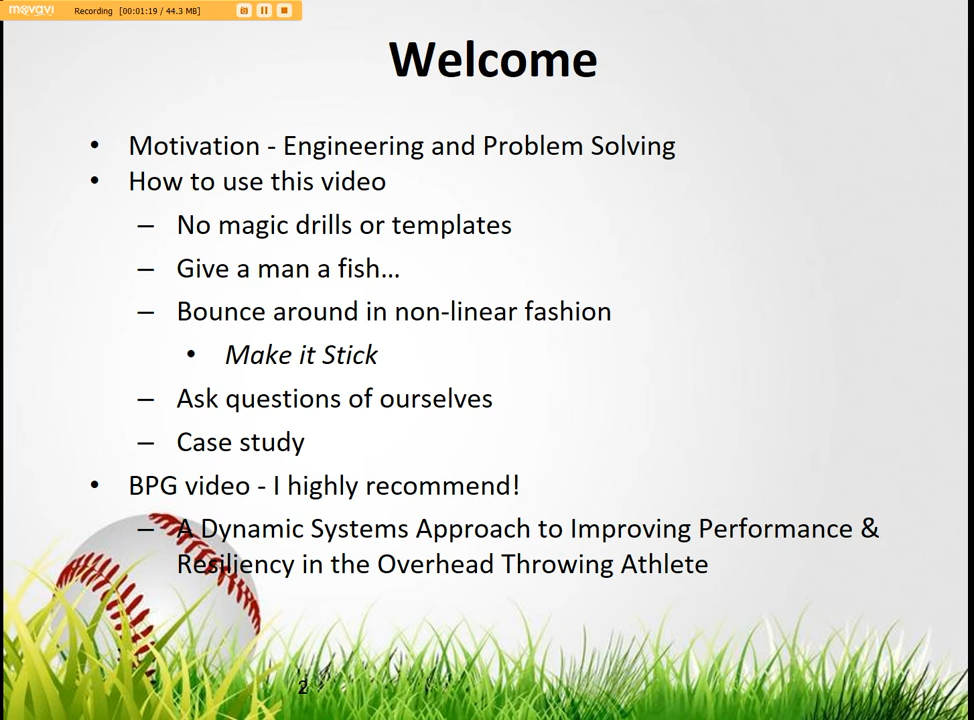 movavi Recording [00:01:19 / 44.3 MB]
Welcome
• Motivation - Engineering and Problem Solving
• How to use this video
– No magic drills or templates
– Give a man a fish...
– Bounce around in non-linear fashion
• Make it Stick
– Ask questions of ourselves
– Case study
• BPG video - I highly recommend!
– A Dynamic Systems Approach to Improving Performance &
Resiliency in the Overhead Throwing Athlete
2